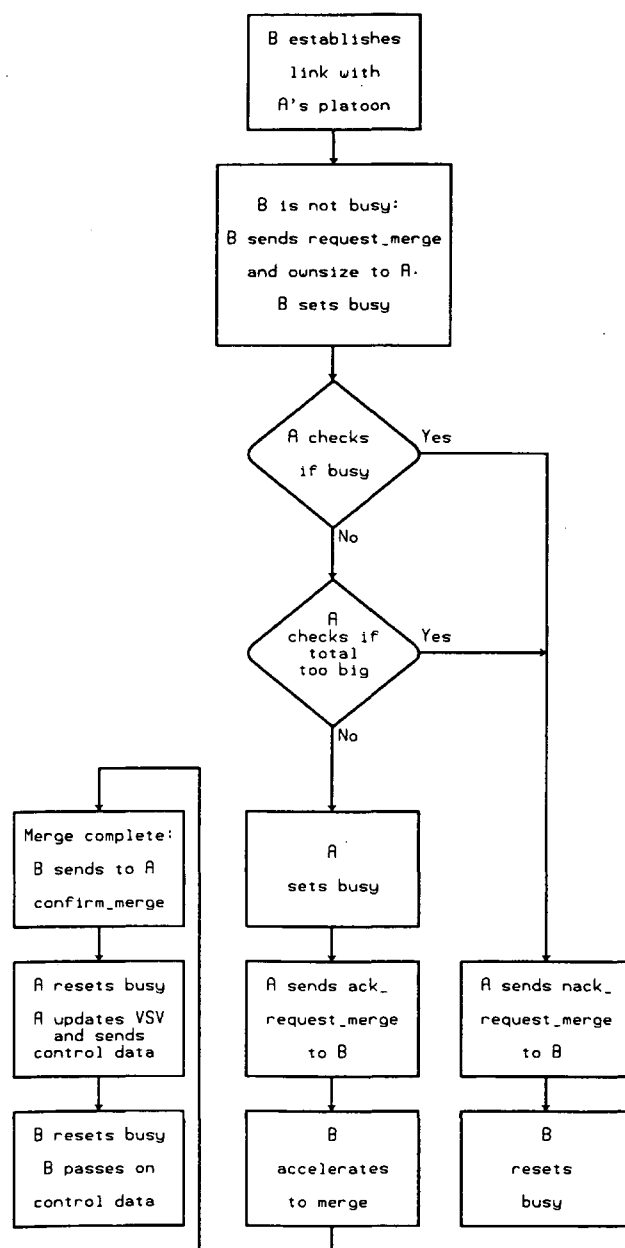 B establishes
link with
A's platoon
B is not busy:
B sends request_merge
and ownsize to A.
B sets busy
A checks
if busy
Yes
No
A
checks if
total
too big
Yes
No
Merge complete:
B sends to A
confirm_merge
A
sets busy
A resets busy
A updates VSV
and sends
control data
A sends ack_
request_merge
to B
A sends nack_
request_merge
to B
B resets busy
B passes on
control data
B
accelerates
to merge
B
resets
busy